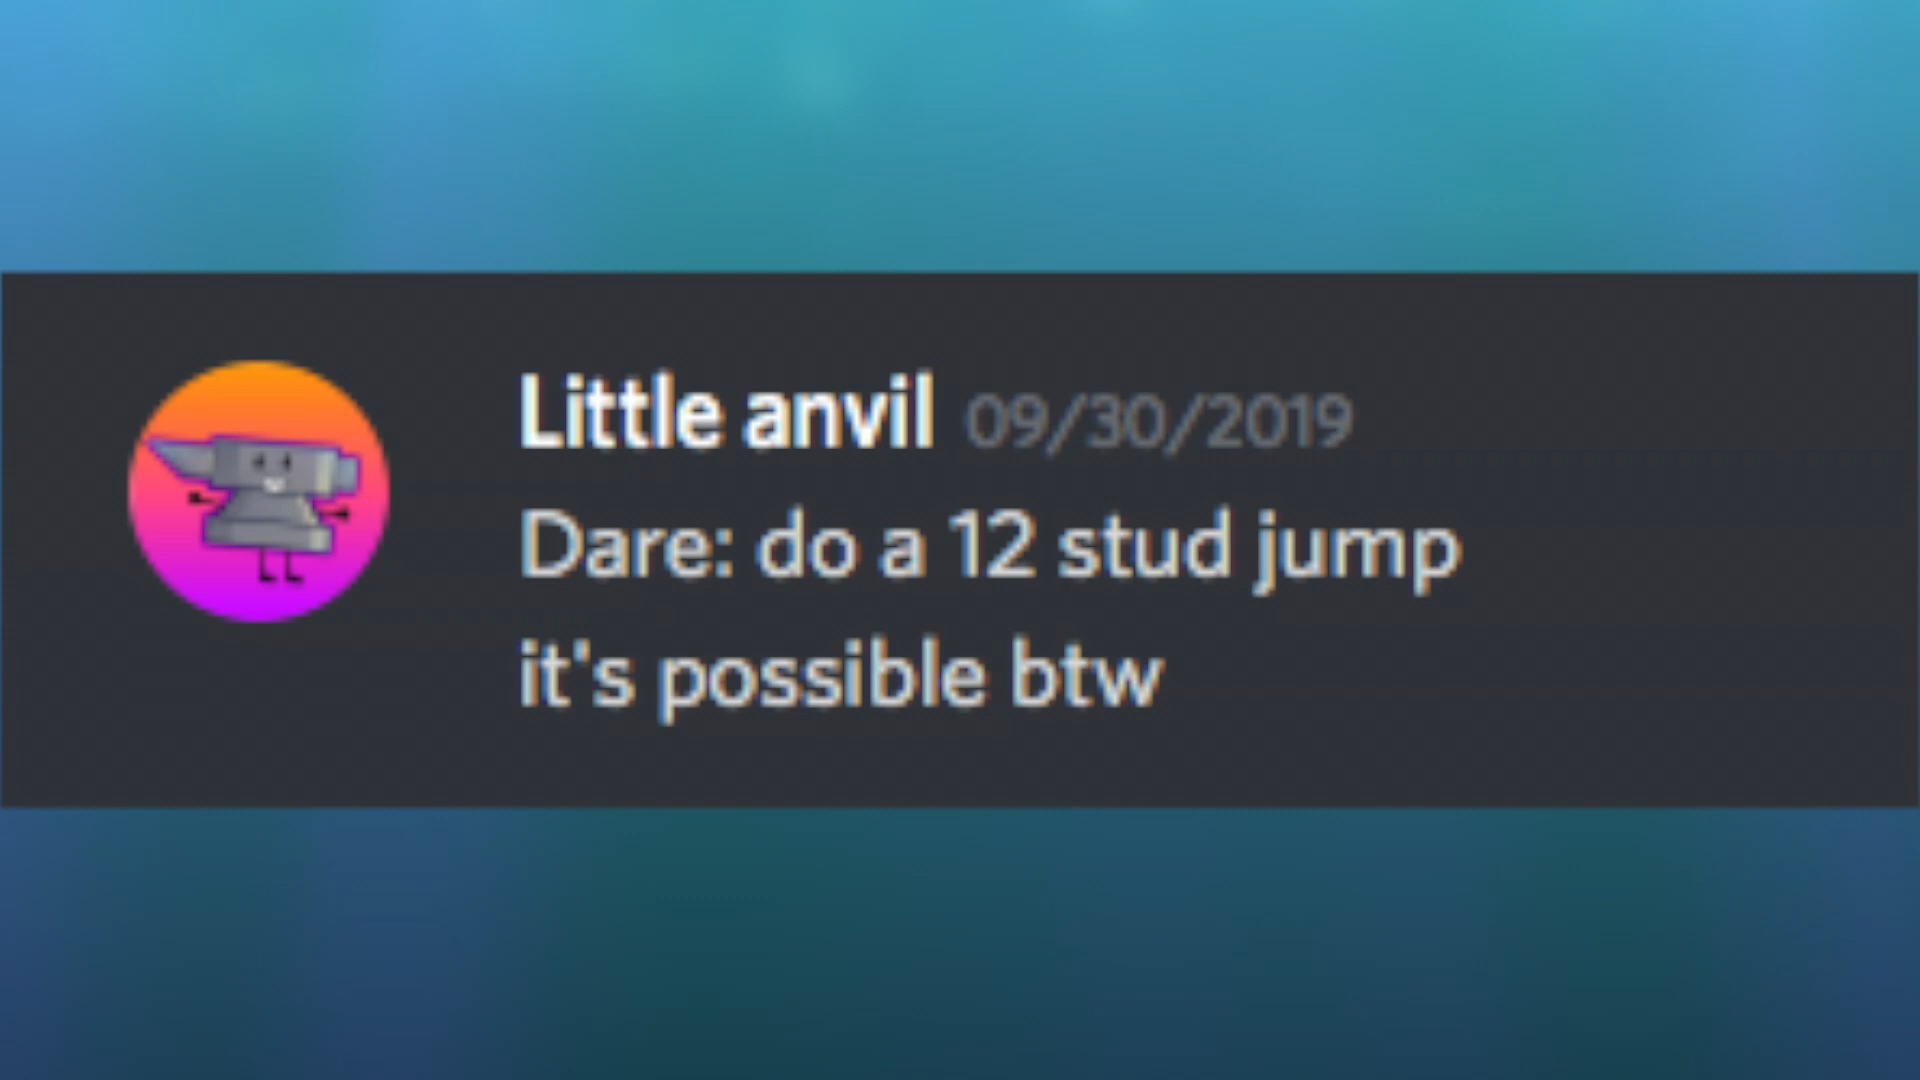 Little anvil 09/30/2019
Dare: do a 12 stud jump
it's possible btw